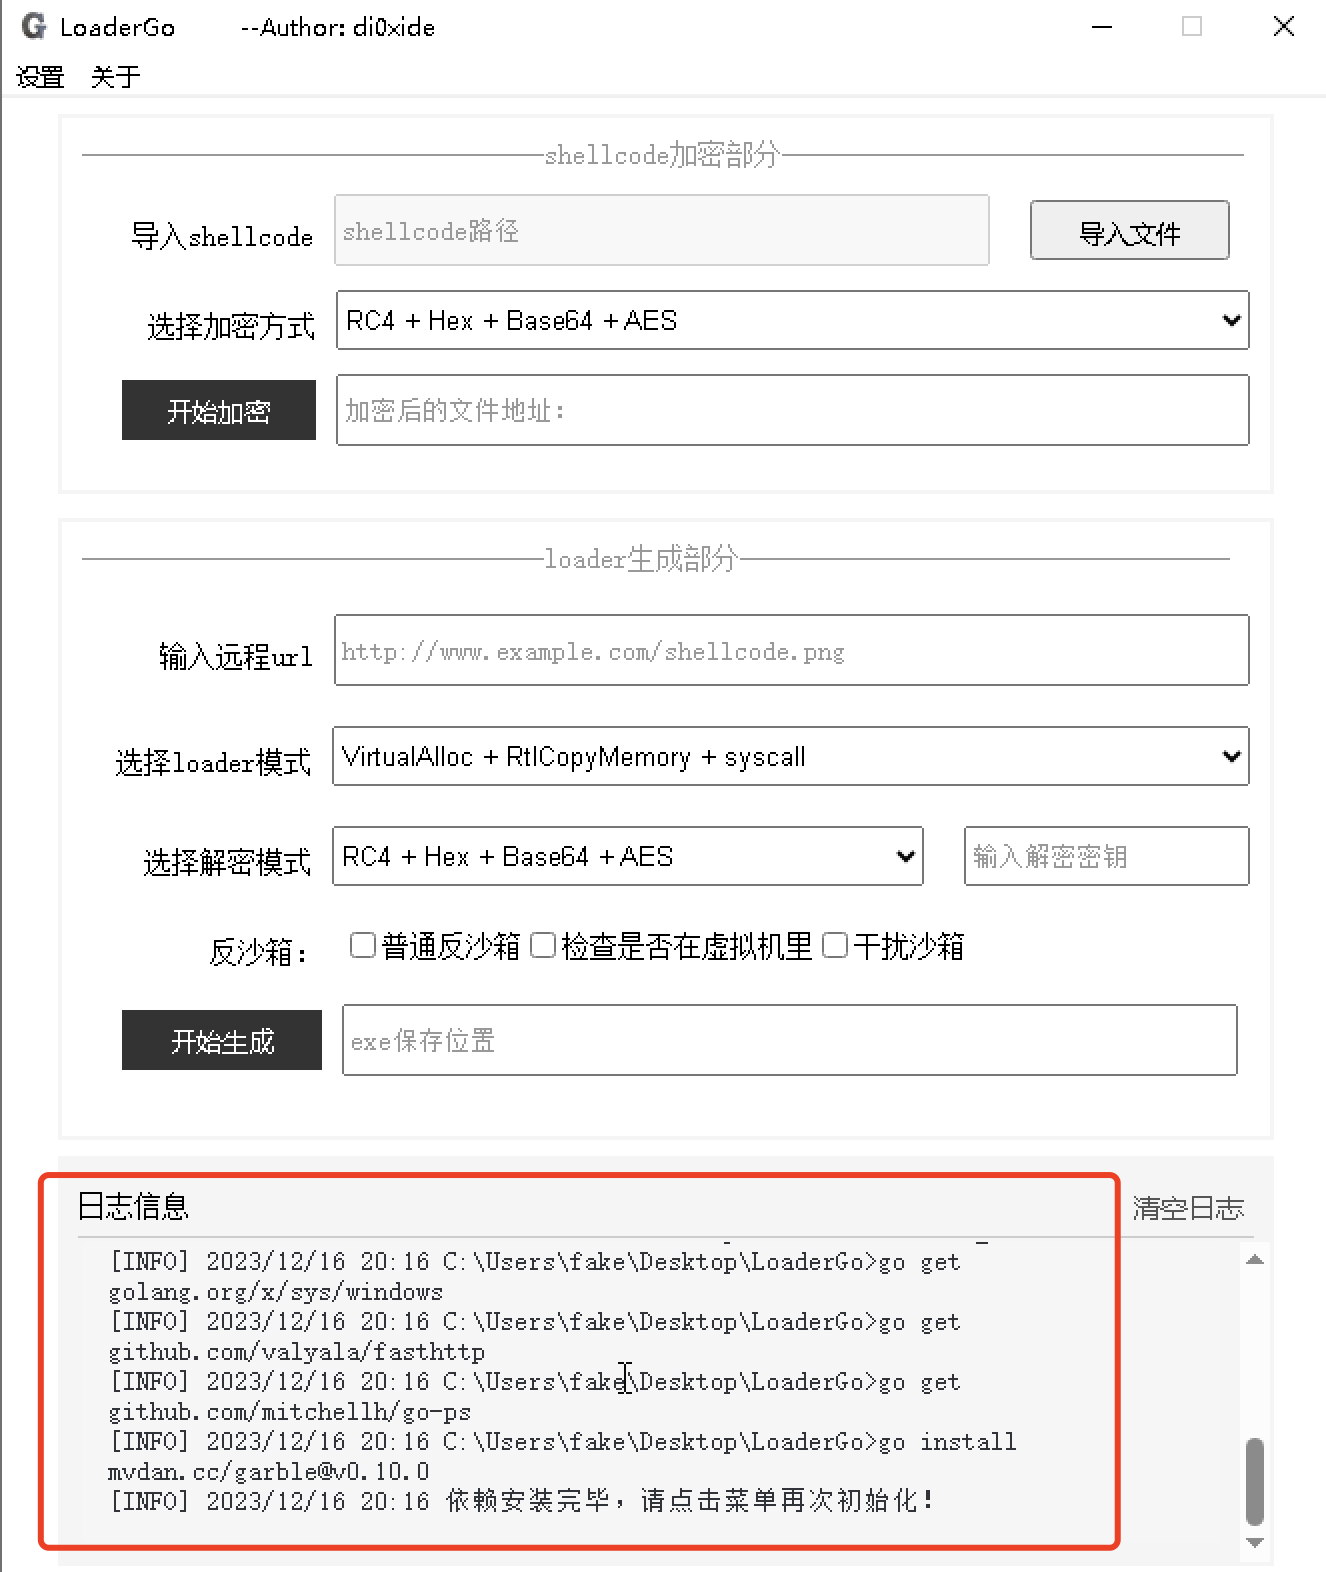 LoaderGo --Author: di0xide
设置 关于
shellcode加密部分
导入shellcode shellcode路径 导入文件
选择加密方式 RC4 + Hex + Base64 + AES
开始加密 加密后的文件地址:
loader生成部分
输入远程url http://www.example.com/shellcode.png
选择loader模式 VirtualAlloc + RtlCopyMemory + syscall
选择解密模式 RC4 + Hex + Base64 + AES 输入解密密钥
反沙箱: 普通反沙箱 检查是否在虚拟机里 干扰沙箱
开始生成 exe保存位置
日志信息 清空日志
[INFO] 2023/12/16 20:16 C:\Users\fake\Desktop\LoaderGo>go get
golang.org/x/sys/windows
[INFO] 2023/12/16 20:16 C:\Users\fake\Desktop\LoaderGo>go get
github.com/valyala/fasthttp
[INFO] 2023/12/16 20:16 C:\Users\fake\Desktop\LoaderGo>go get
github.com/mitchellh/go-ps
[INFO] 2023/12/16 20:16 C:\Users\fake\Desktop\LoaderGo>go install
mvdan.cc/garble@v0.10.0
[INFO] 2023/12/16 20:16 依赖安装完毕，请点击菜单再次初始化!